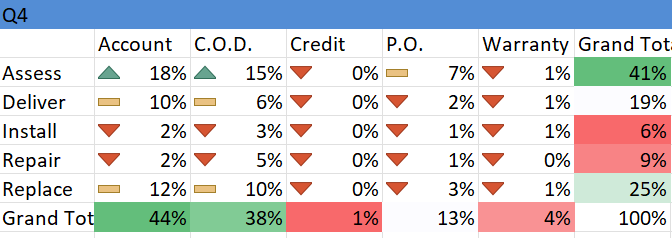 Q4
Account C.O.D. Credit P.O. Warranty Grand Tot
Assess 18% 15% 0% 7% 1% 41%
Deliver 10% 6% 0% 2% 1% 19%
Install 2% 3% 0% 1% 1% 6%
Repair 2% 5% 0% 1% 0% 9%
Replace 12% 10% 0% 3% 1% 25%
Grand Tot 44% 38% 1% 13% 4% 100%